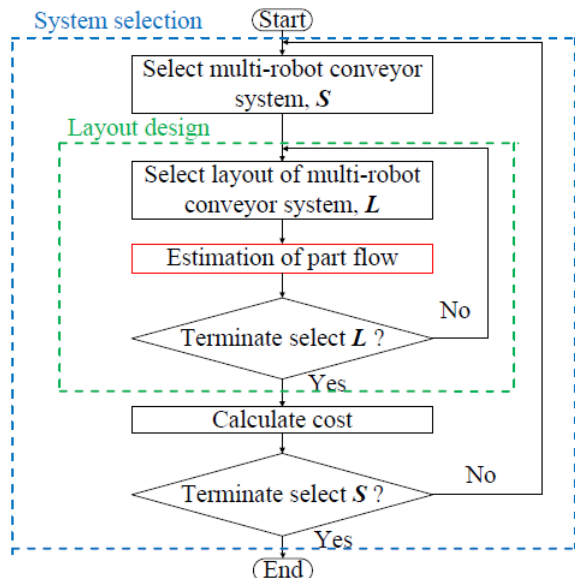 System selection
Start
Select multi-robot conveyor
system, S
Layout design
Select layout of multi-robot
conveyor system, L
Estimation of part flow
No
Terminate select L ?
Yes
Calculate cost
No
Terminate select S ?
Yes
End